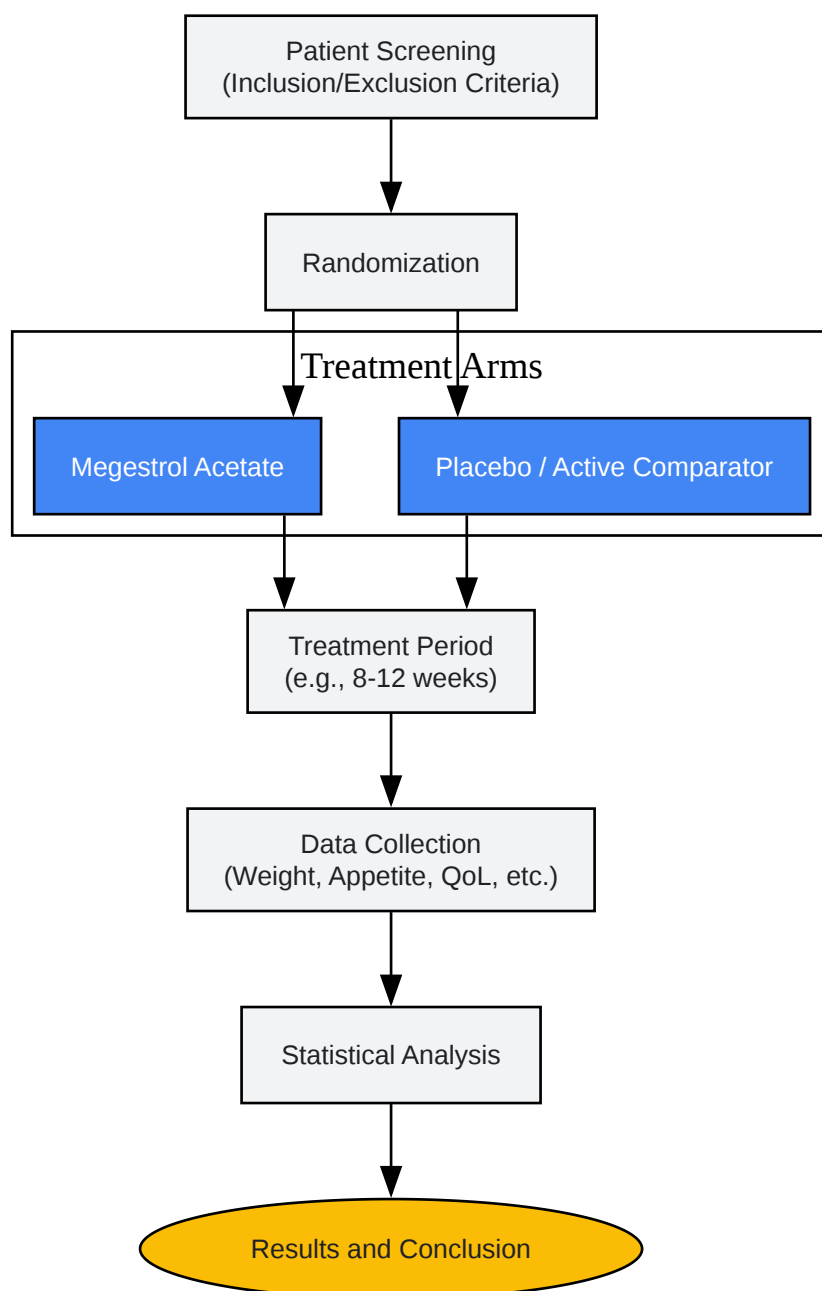 Patient Screening
(Inclusion/Exclusion Criteria)
Randomization
Treatment Arms
Megestrol Acetate
Placebo / Active Comparator
Treatment Period
(e.g., 8-12 weeks)
Data Collection
(Weight, Appetite, QoL, etc.)
Statistical Analysis
Results and Conclusion